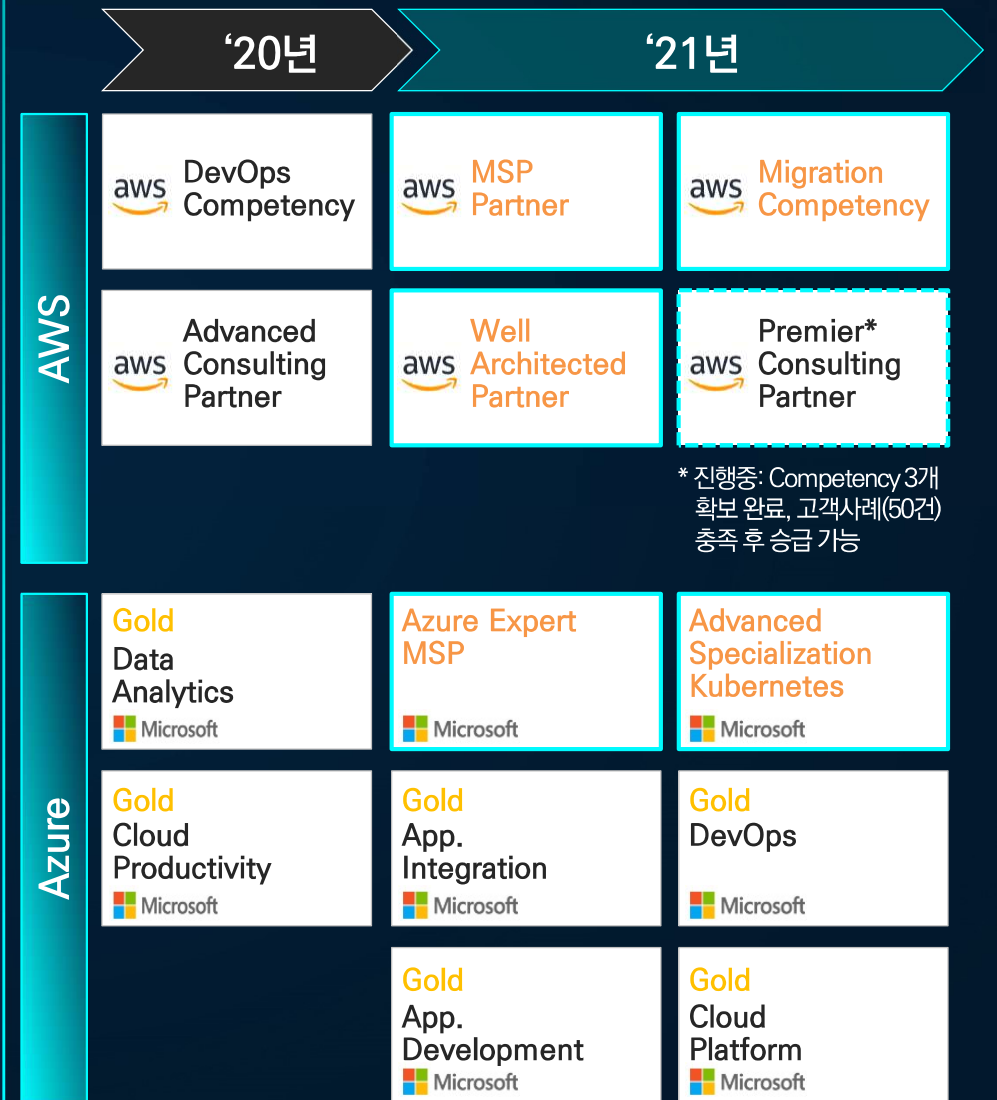 ‘20년
‘21년
AWS
aws
DevOps
Competency
aws
MSP
Partner
aws
Migration
Competency
aws
Advanced
Consulting
Partner
aws
Well
Architected
Partner
aws
Premier*
Consulting
Partner
* 진행중: Competency 3개
확보 완료, 고객사례(50건)
충족 후 승급 가능
Azure
Gold
Data
Analytics
Microsoft
Azure Expert
MSP
Microsoft
Advanced
Specialization
Kubernetes
Microsoft
Gold
Cloud
Productivity
Microsoft
Gold
App.
Integration
Microsoft
Gold
DevOps
Microsoft
Gold
App.
Development
Microsoft
Gold
Cloud
Platform
Microsoft